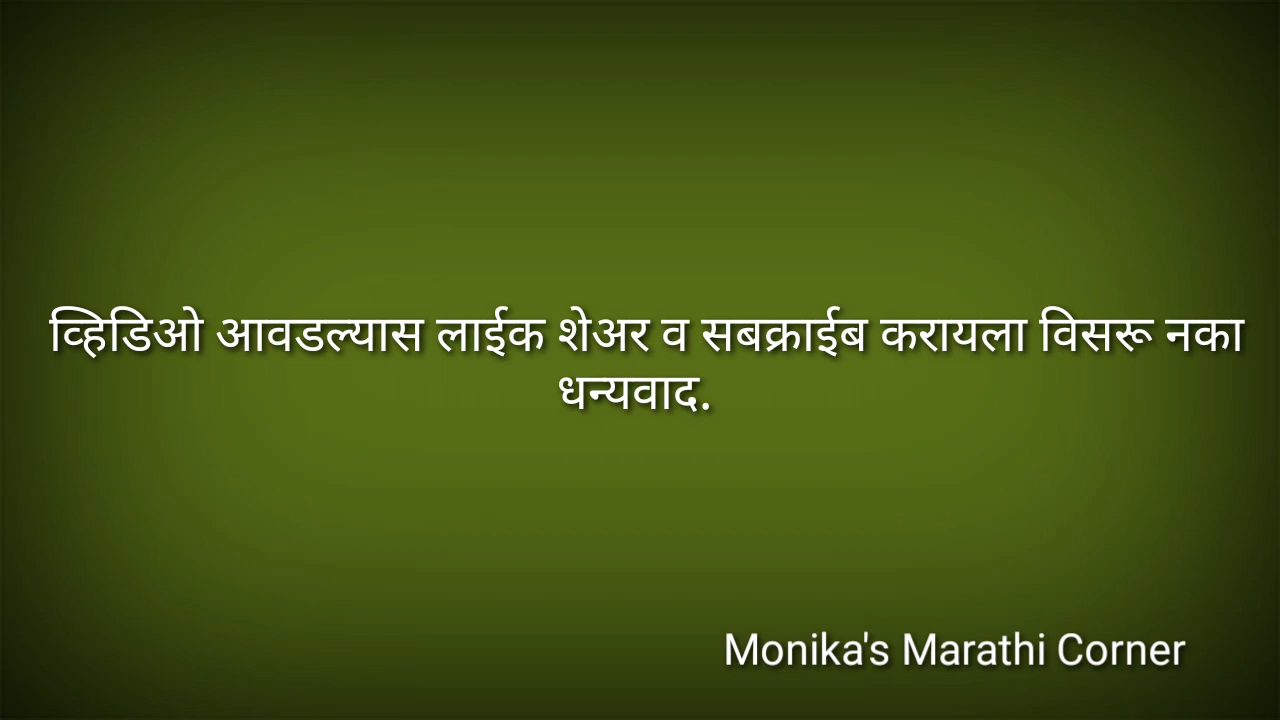 व्हिडिओ आवडल्यास लाईक शेअर व सबक्राईब करायला विसरू नका
धन्यवाद.
Monika's Marathi Corner